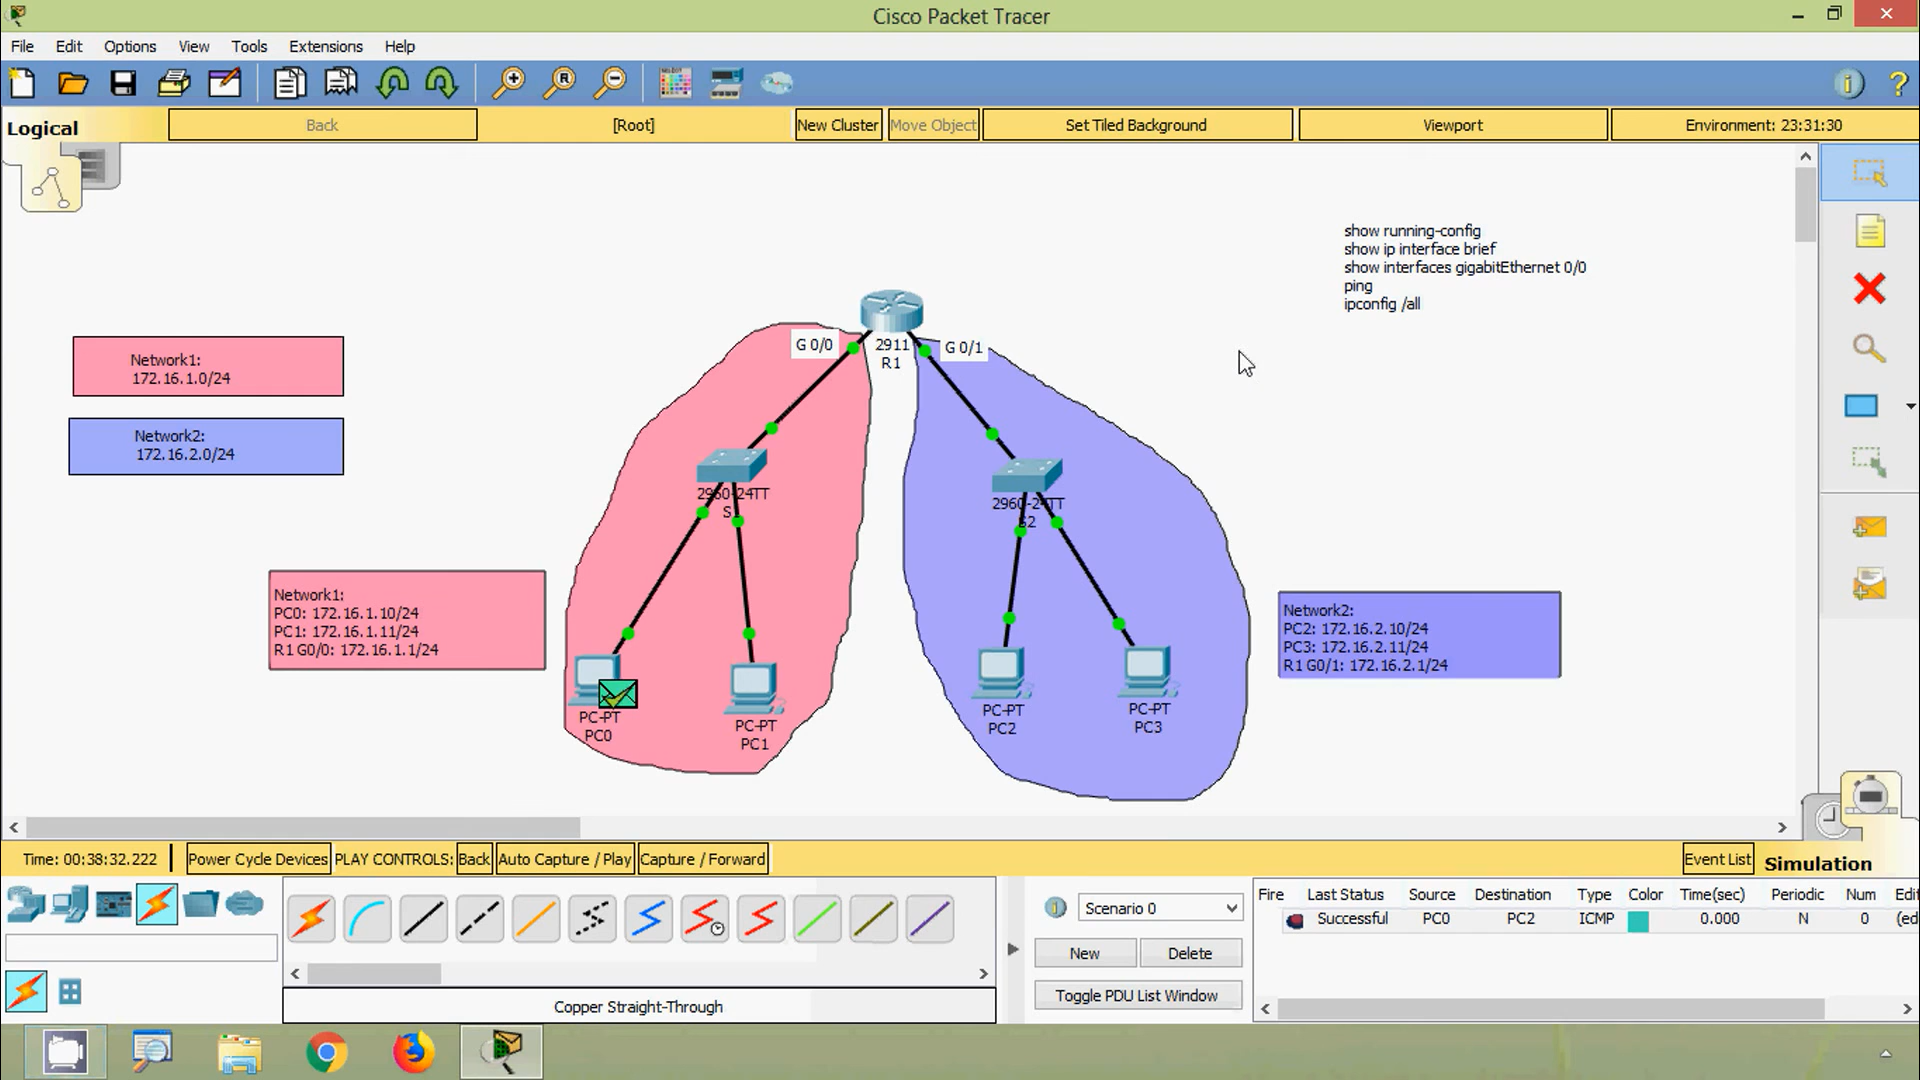 Cisco Packet Tracer
File Edit Options View Tools Extensions Help
Logical Back [Root] New Cluster Move Object Set Tiled Background Viewport Environment: 23:31:30
show running-config
show ip interface brief
show interfaces gigabitEthernet 0/0
ping
ipconfig /all
G 0/0
2911
R1
G 0/1
Network1:
172.16.1.0/24
Network2:
172.16.2.0/24
2960-24TT
2960-24TT
S2
Network1:
PC0: 172.16.1.10/24
PC1: 172.16.1.11/24
R1 G0/0: 172.16.1.1/24
Network2:
PC2: 172.16.2.10/24
PC3: 172.16.2.11/24
R1 G0/1: 172.16.2.1/24
PC-PT
PC0
PC-PT
PC1
PC-PT
PC2
PC-PT
PC3
Time: 00:38:32.222 Power Cycle Devices PLAY CONTROLS: Back Auto Capture / Play Capture / Forward Event List Simulation
Scenario 0
New Delete
Toggle PDU List Window
Fire Last Status Source Destination Type Color Time(sec) Periodic Num Edit
Successful PC0 PC2 ICMP 0.000 N 0 (ed
Copper Straight-Through